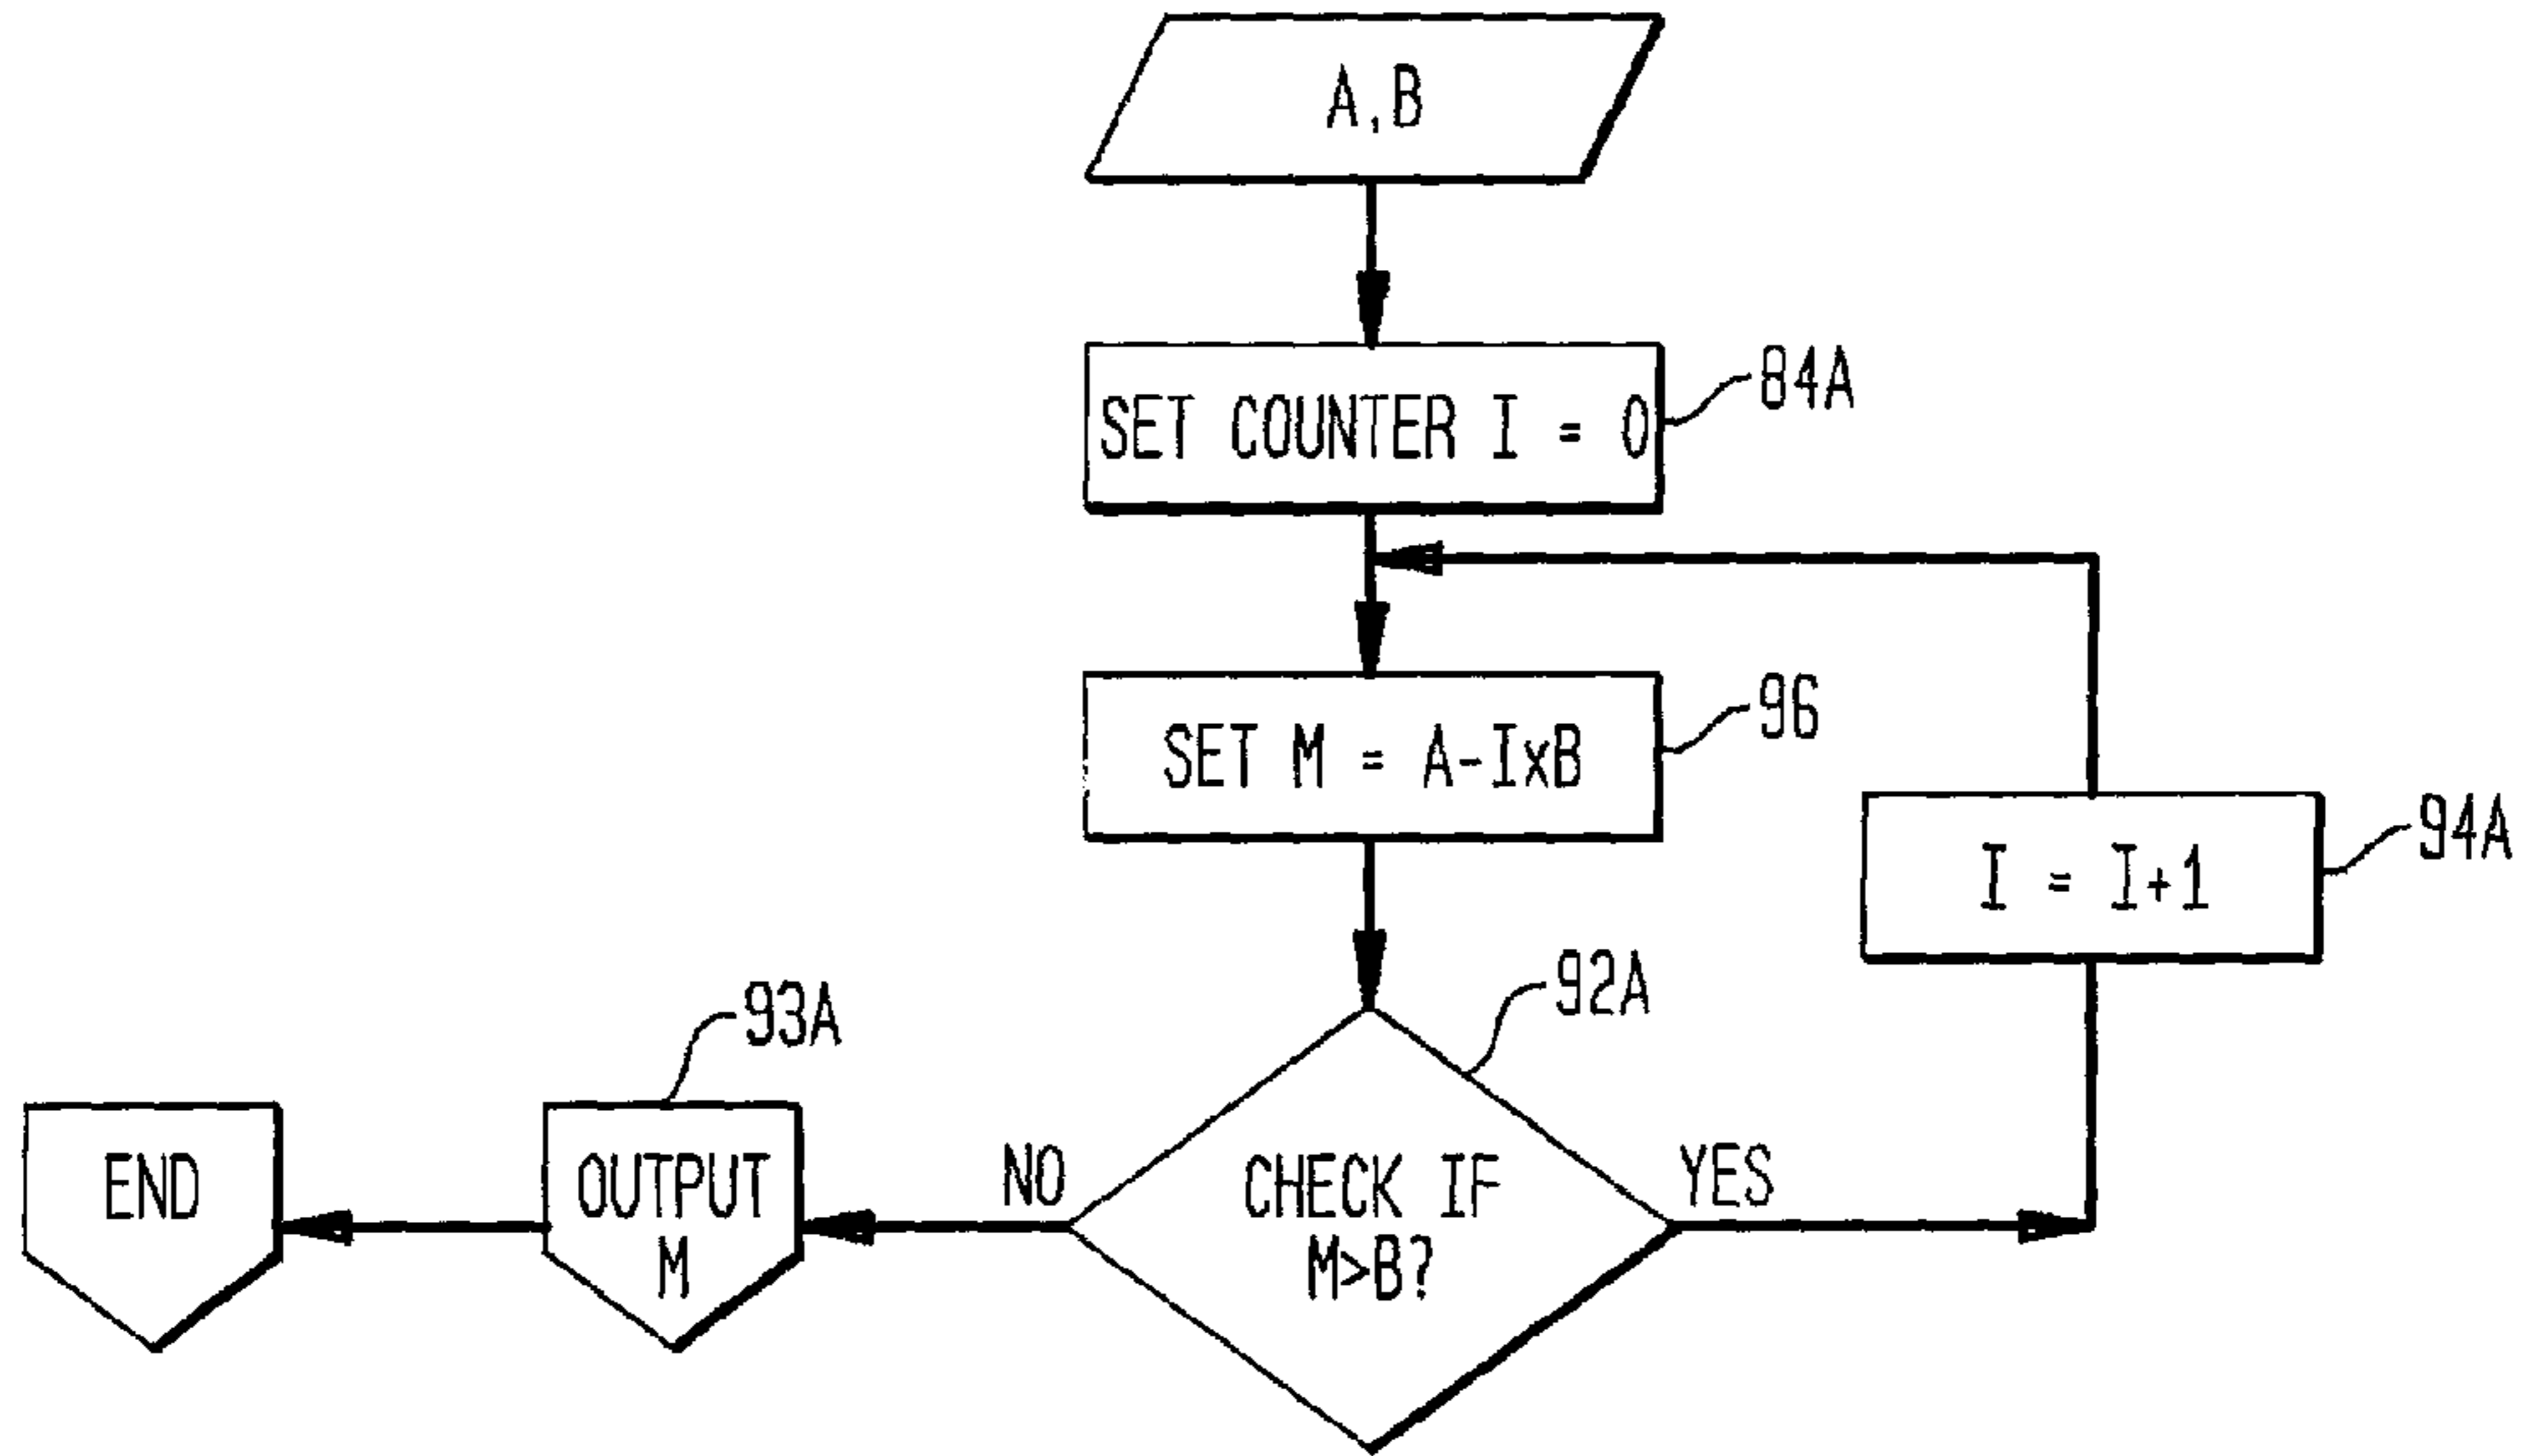 A,B
SET COUNTER I = 0
84A
SET M = A-IxB
96
I = I+1
94A
92A
CHECK IF
M>B?
YES
NO
93A
OUTPUT
M
END